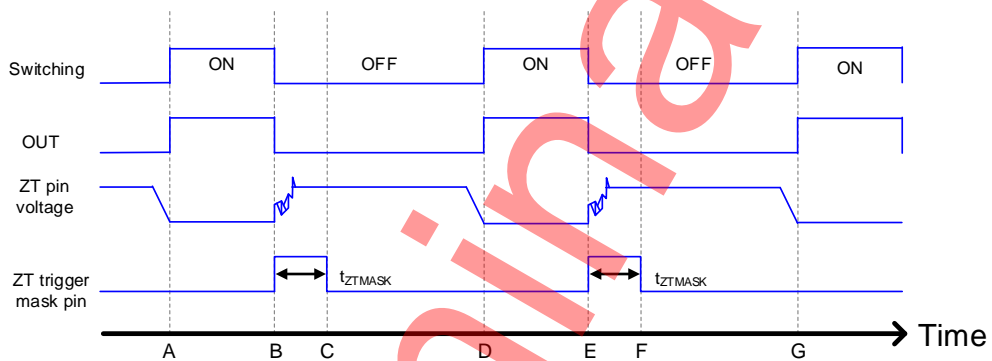 Switching
ON
OFF
ON
OFF
ON
OUT
ZT pin
voltage
ZT trigger
mask pin
tZTMASK
tZTMASK
A
B
C
D
E
F
G
Time